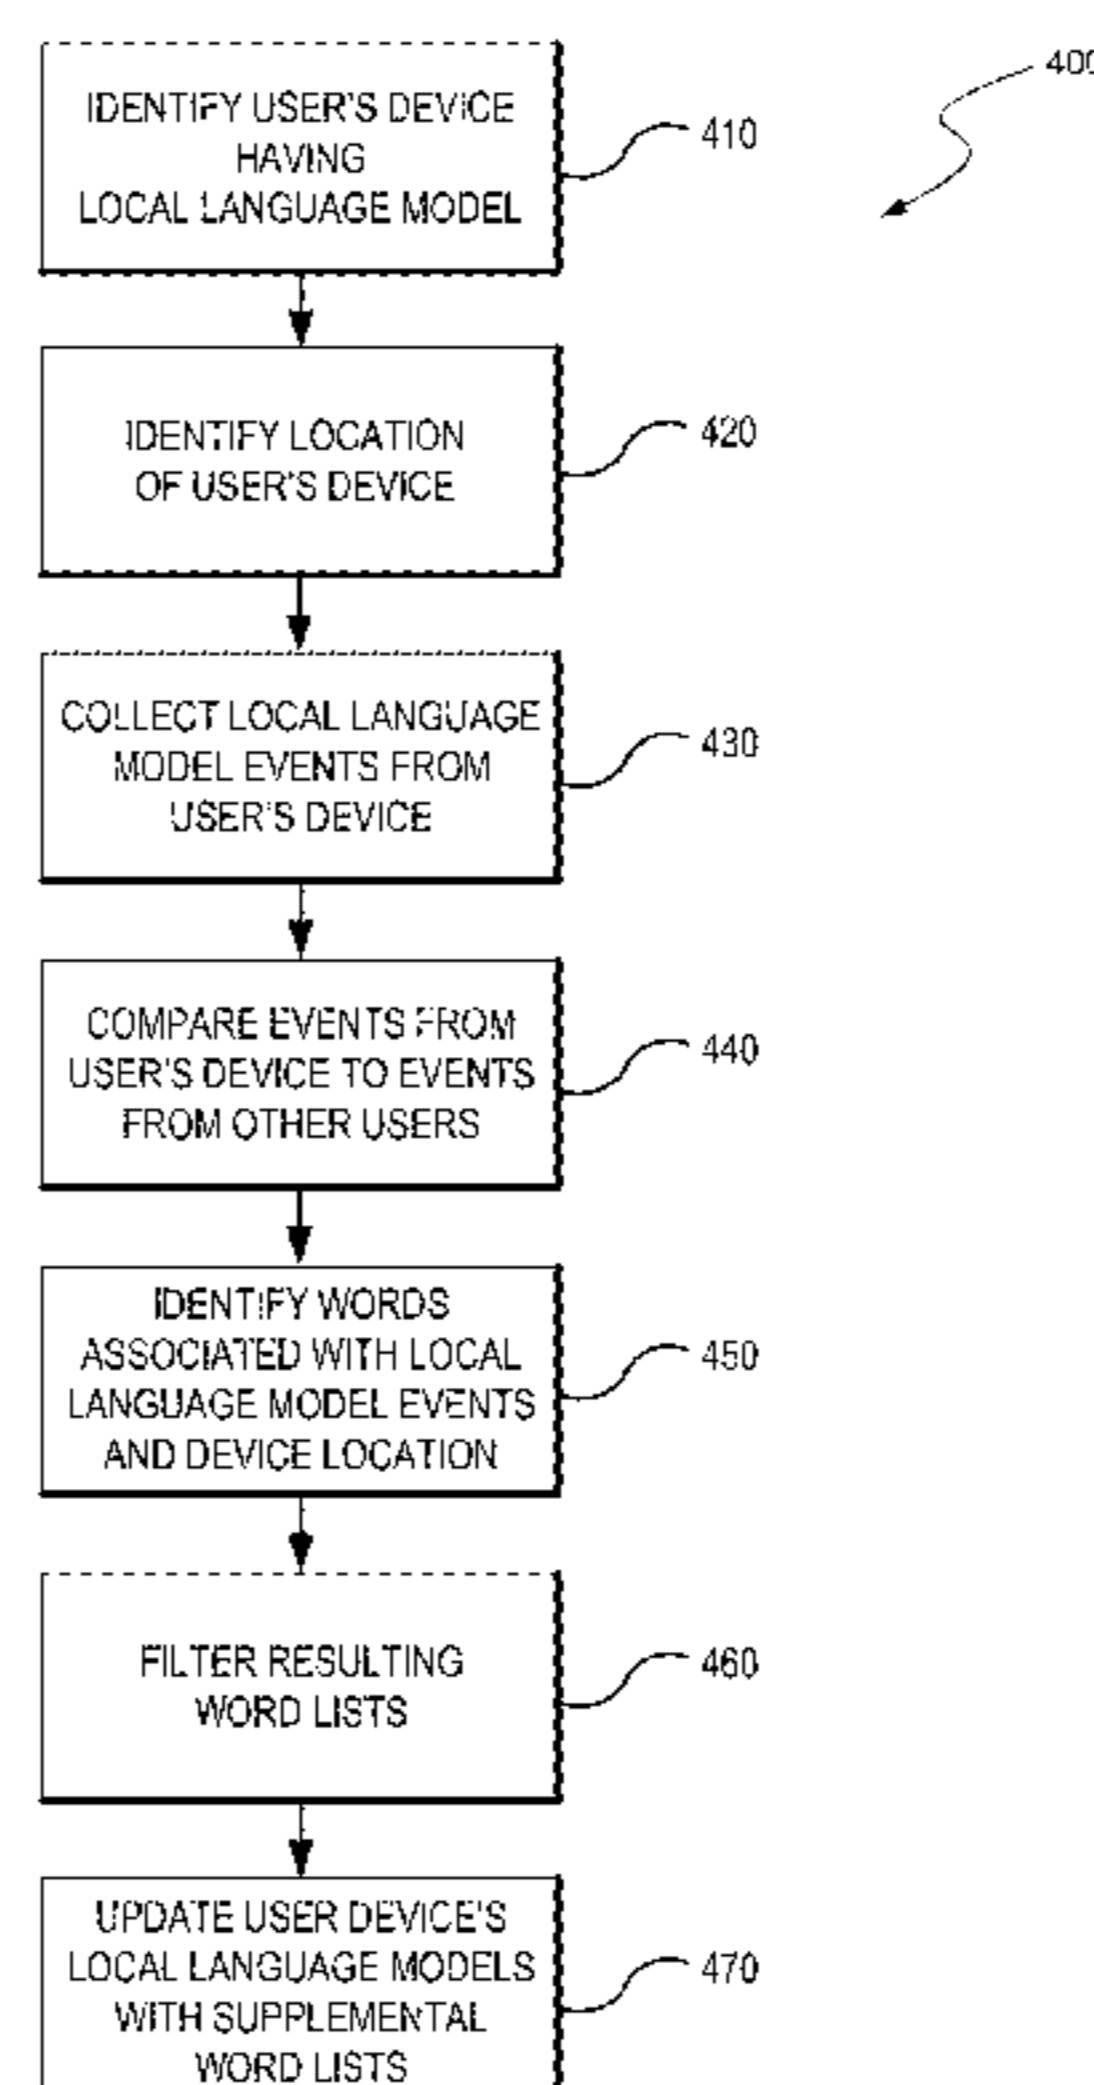 400
IDENTIFY USER'S DEVICE
HAVING
LOCAL LANGUAGE MODEL
410
IDENTIFY LOCATION
OF USER'S DEVICE
420
COLLECT LOCAL LANGUAGE
MODEL EVENTS FROM
USER'S DEVICE
430
COMPARE EVENTS FROM
USER'S DEVICE TO EVENTS
FROM OTHER USERS
440
IDENTIFY WORDS
ASSOCIATED WITH LOCAL
LANGUAGE MODEL EVENTS
AND DEVICE LOCATION
450
FILTER RESULTING
WORD LISTS
460
UPDATE USER DEVICE'S
LOCAL LANGUAGE MODELS
WITH SUPPLEMENTAL
WORD LISTS
470